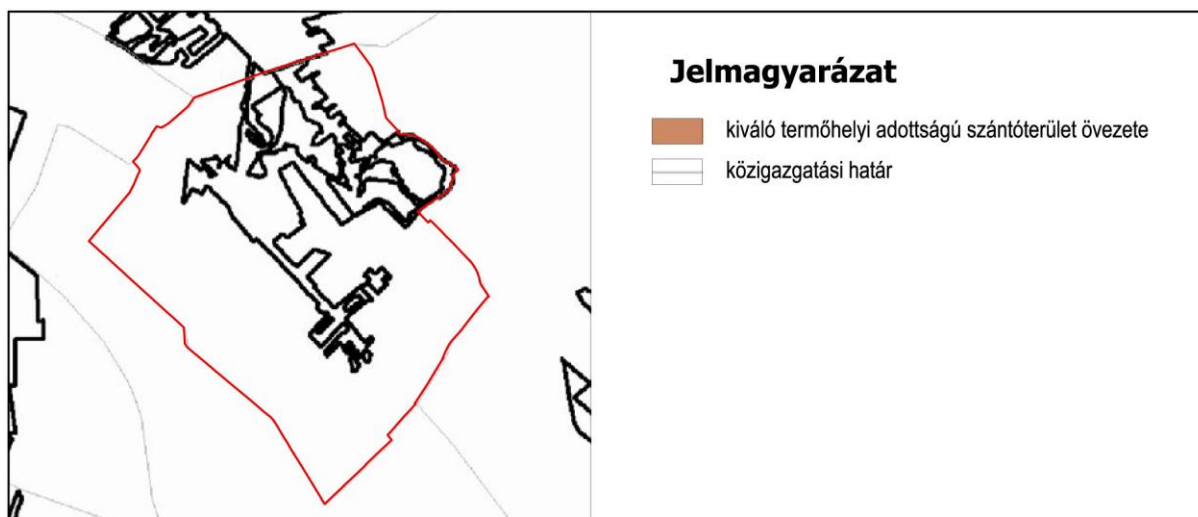 Jelmagyarázat
kiváló termőhelyi adottságú szántóterület övezete
közigazgatási határ